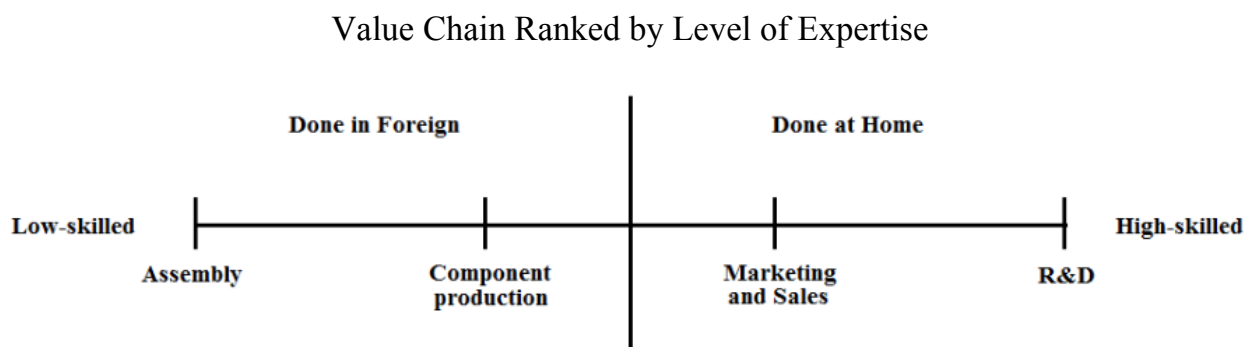 Value Chain Ranked by Level of Expertise
Done in Foreign
Done at Home
Low-skilled
High-skilled
Assembly
Component
production
Marketing
and Sales
R&D